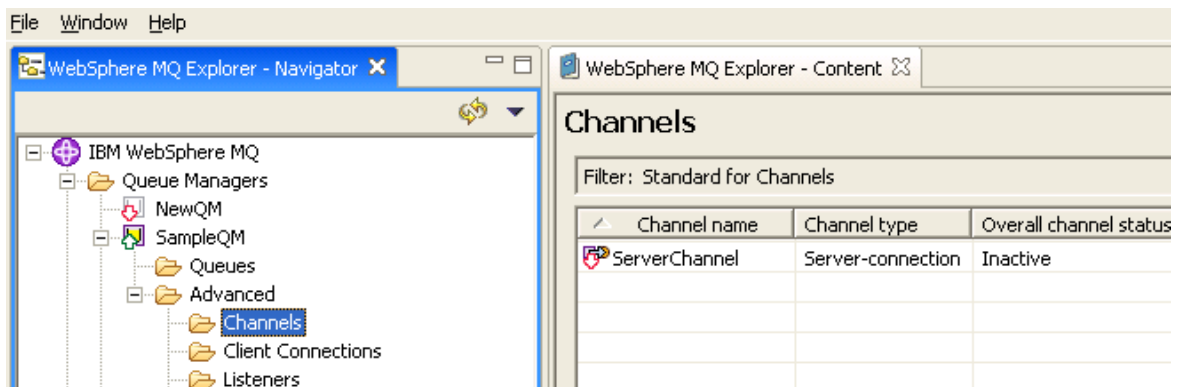 File Window Help
WebSphere MQ Explorer - Navigator
IBM WebSphere MQ
Queue Managers
NewQM
SampleQM
Queues
Advanced
Channels
Client Connections
Listeners
WebSphere MQ Explorer - Content
Channels
Filter: Standard for Channels
Channel name Channel type Overall channel status
ServerChannel Server-connection Inactive